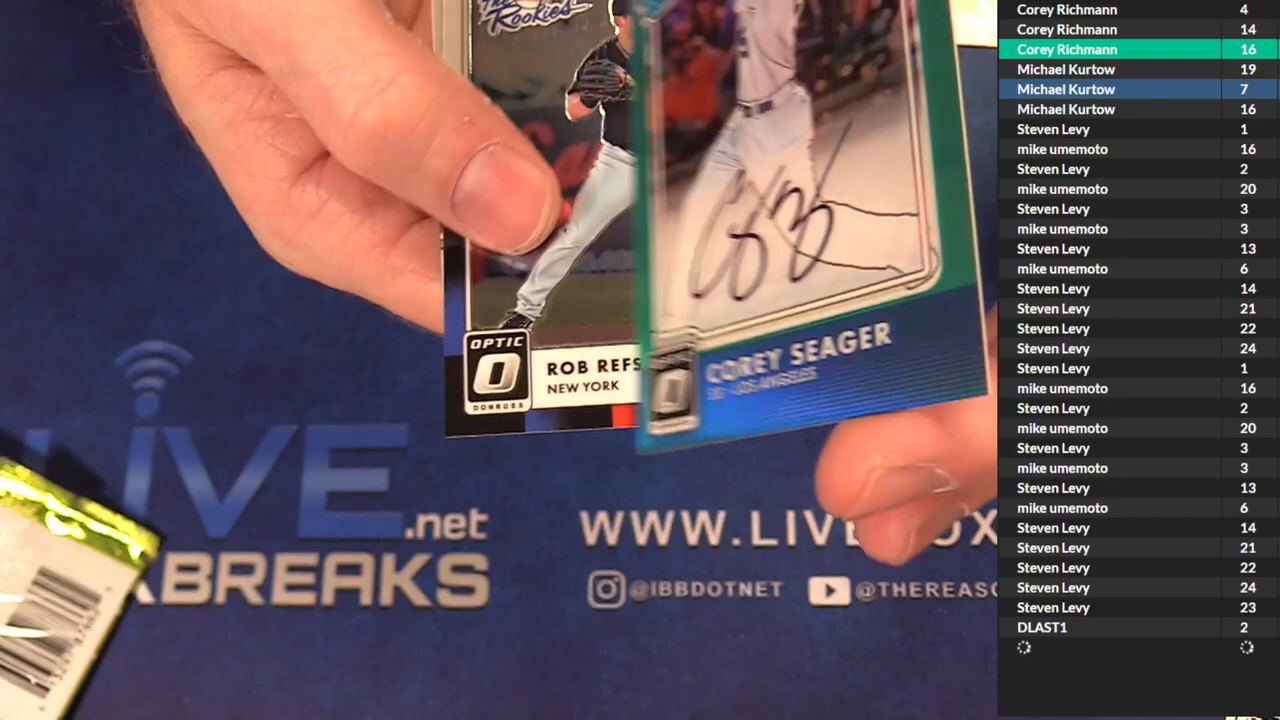 The
Rookies
OPTIC
O
DONRUSS
ROB REFS
NEW YORK
COREY SEAGER
SS - LOS ANGELES
LIVE
.net
BREAKS
WWW.LIV
@IBBDOTNET
@THEREAS
Corey Richmann 4
Corey Richmann 14
Corey Richmann 16
Michael Kurtow 19
Michael Kurtow 7
Michael Kurtow 16
Steven Levy 1
mike umemoto 16
Steven Levy 2
mike umemoto 20
Steven Levy 3
mike umemoto 3
Steven Levy 13
mike umemoto 6
Steven Levy 14
Steven Levy 21
Steven Levy 22
Steven Levy 24
Steven Levy 1
mike umemoto 16
Steven Levy 2
mike umemoto 20
Steven Levy 3
mike umemoto 3
Steven Levy 13
mike umemoto 6
Steven Levy 14
Steven Levy 21
Steven Levy 22
Steven Levy 24
Steven Levy 23
DLAST1 2